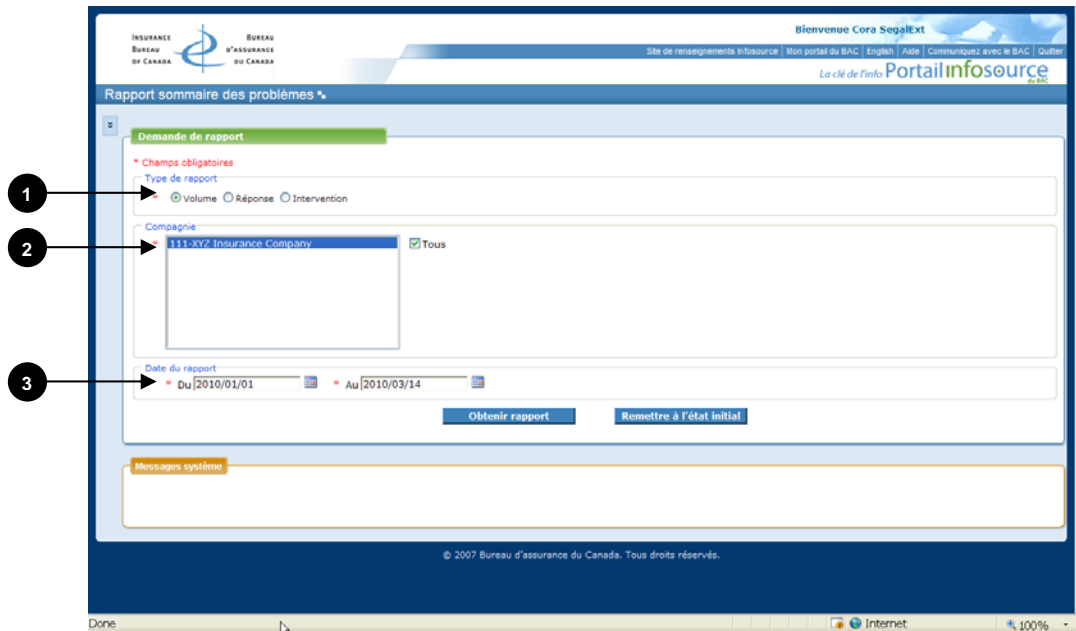 INSURANCE BUREAU OF CANADA
BUREAU D'ASSURANCE DU CANADA
Bienvenue Cora SegalExt
Site de renseignements Infosource | Mon portail du BAC | English | Aide | Communiquez avec le BAC | Quitter
La clé de l'info Portail infosource
du BAC
Rapport sommaire des problèmes
Demande de rapport
* Champs obligatoires
Type de rapport
1 * Volume Réponse Intervention
Compagnie
2 * 111-XYZ Insurance Company Tous
Date du rapport
3 * Du 2010/01/01 * Au 2010/03/14
Obtenir rapport Remettre à l'état initial
Messages système
© 2007 Bureau d'assurance du Canada. Tous droits réservés.
Done Internet 100%